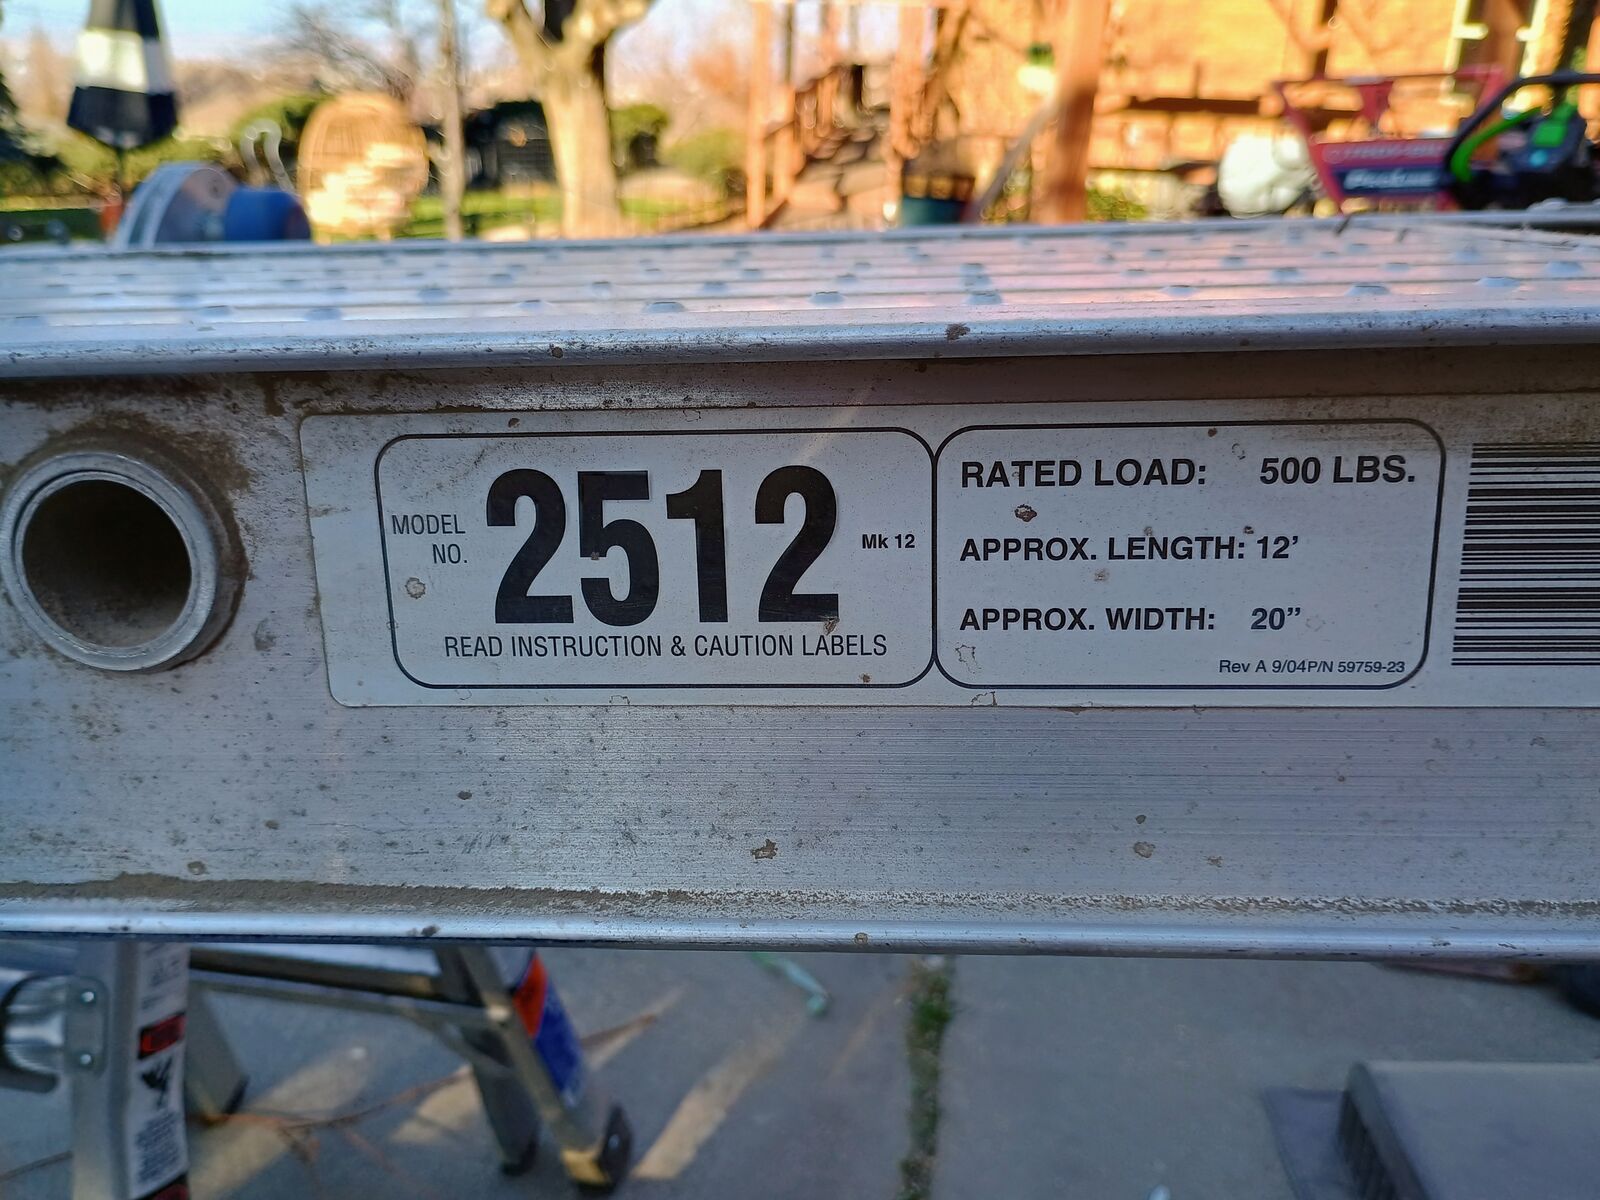 MODEL
NO.
2512
Mk 12
READ INSTRUCTION & CAUTION LABELS
RATED LOAD: 500 LBS.
APPROX. LENGTH: 12’
APPROX. WIDTH: 20”
Rev A 9/04P/N 59759-23